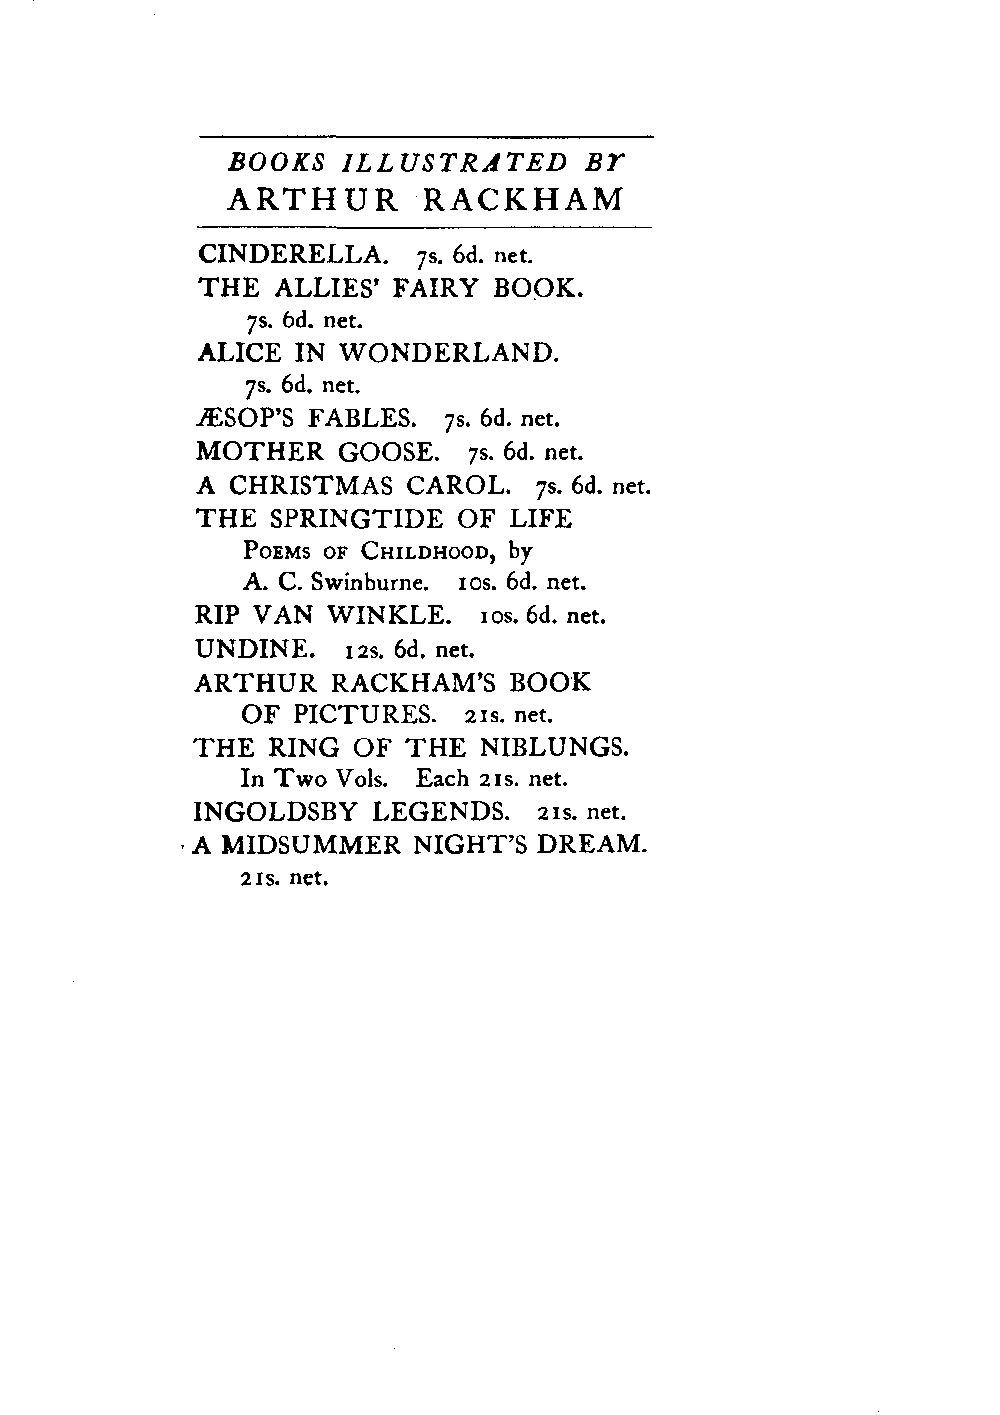 BOOKS ILLUSTRATED BY
ARTHUR RACKHAM
CINDERELLA. 7s. 6d. net.
THE ALLIES' FAIRY BOOK.
7s. 6d. net.
ALICE IN WONDERLAND.
7s. 6d. net.
ÆSOP'S FABLES. 7s. 6d. net.
MOTHER GOOSE. 7s. 6d. net.
A CHRISTMAS CAROL. 7s. 6d. net.
THE SPRINGTIDE OF LIFE
POEMS OF CHILDHOOD, by
A. C. Swinburne. 10s. 6d. net.
RIP VAN WINKLE. 10s. 6d. net.
UNDINE. 12s. 6d. net.
ARTHUR RACKHAM'S BOOK
OF PICTURES. 21s. net.
THE RING OF THE NIBLUNGS.
In Two Vols. Each 21s. net.
INGOLDSBY LEGENDS. 21s. net.
A MIDSUMMER NIGHT'S DREAM.
21s. net.